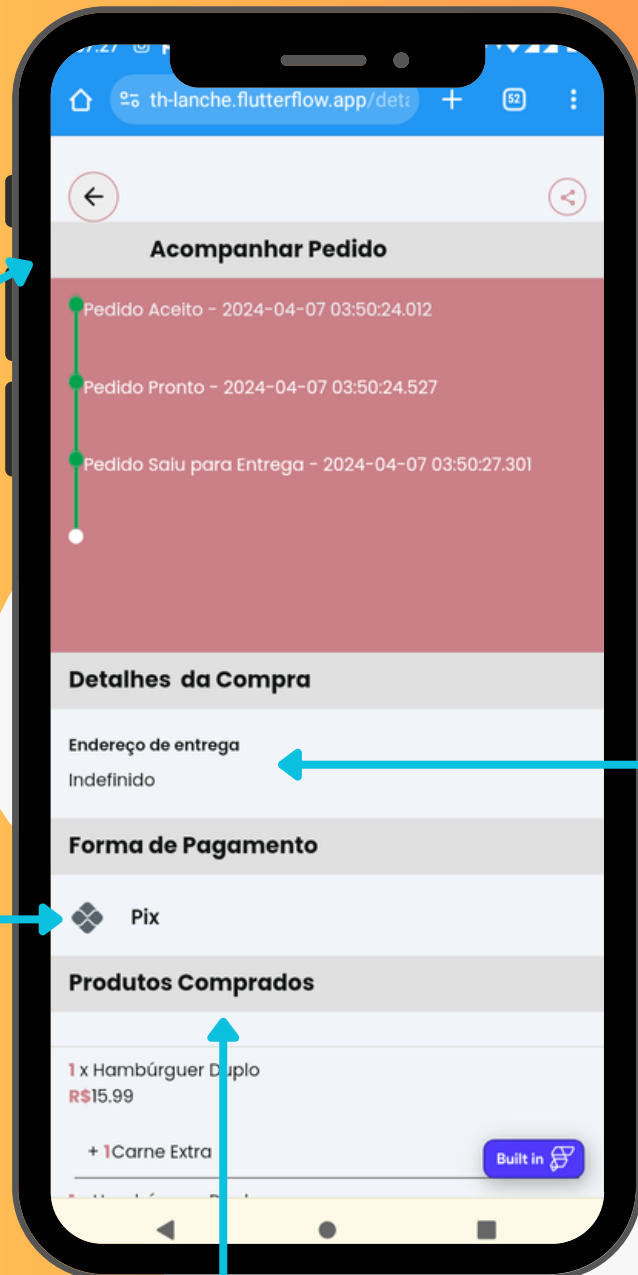 th-lanche.flutterflow.app/deta
52
Acompanhar Pedido
Pedido Aceito - 2024-04-07 03:50:24.012
Pedido Pronto - 2024-04-07 03:50:24.527
Pedido Saiu para Entrega - 2024-04-07 03:50:27.301
Detalhes da Compra
Endereço de entrega
Indefinido
Forma de Pagamento
Pix
Produtos Comprados
1 x Hambúrguer Duplo
R$15.99
+ 1Carne Extra
Built in